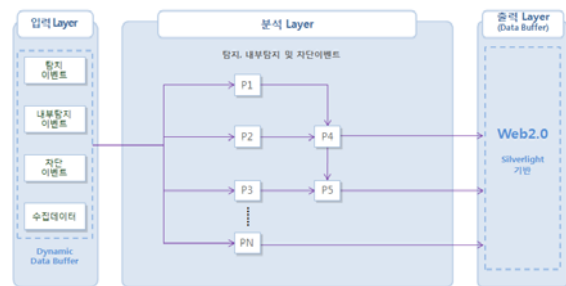 입력 Layer
탐지
이벤트
내부탐지
이벤트
차단
이벤트
수집데이터
Dynamic
Data Buffer
분석 Layer
탐지, 내부탐지 및 차단이벤트
P1
P2
P4
P3
P5
PN
출력 Layer
(Data Buffer)
Web2.0
Silverlight
기반